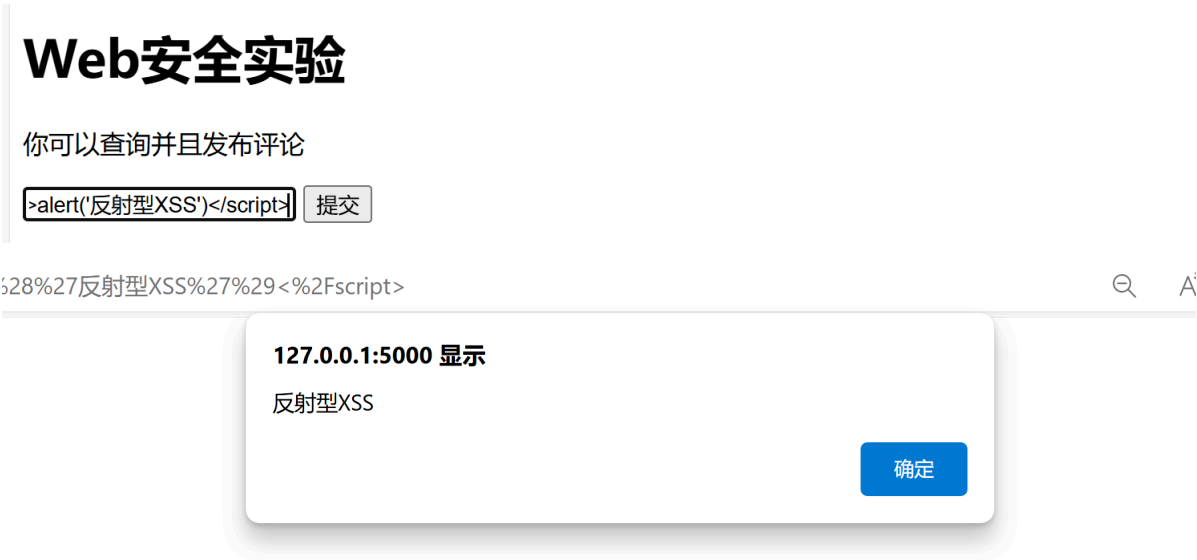 Web安全实验
你可以查询并且发布评论
>alert('反射型XSS')</script> 提交
%28%27反射型XSS%27%29<%2Fscript>
127.0.0.1:5000 显示
反射型XSS
确定